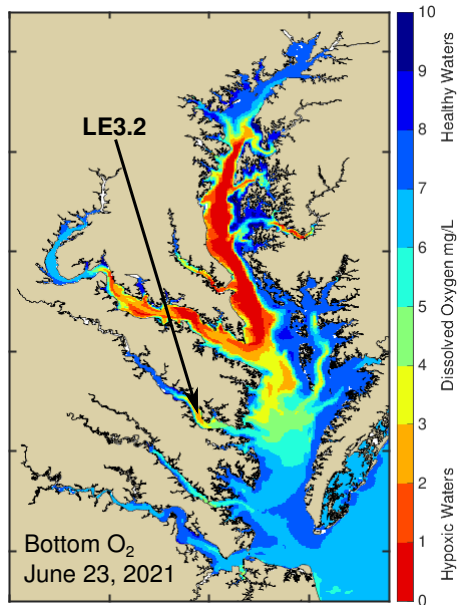 LE3.2
Bottom O₂
June 23, 2021
10
9
8
7
6
5
4
3
2
1
0
Healthy Waters
Dissolved Oxygen mg/L
Hypoxic Waters